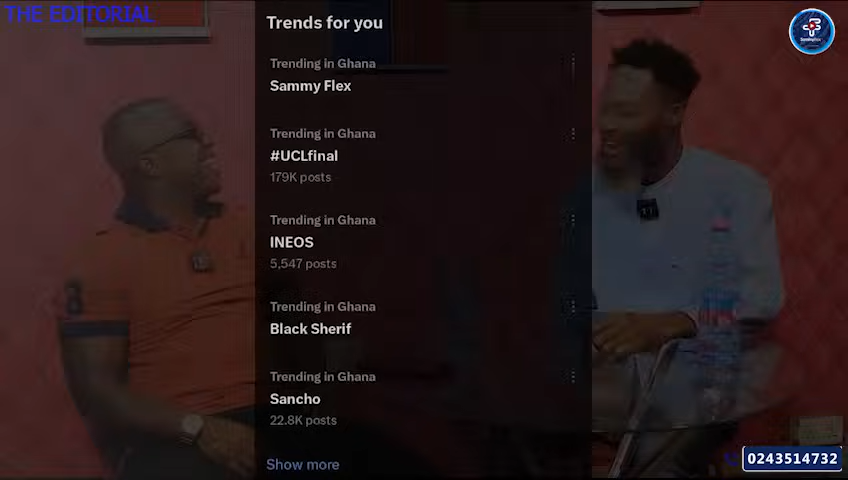 THE EDITORIAL
Trends for you
Trending in Ghana
Sammy Flex
Trending in Ghana
#UCLfinal
179K posts
Trending in Ghana
INEOS
5,547 posts
Trending in Ghana
Black Sherif
Trending in Ghana
Sancho
22.8K posts
Show more
0243514732